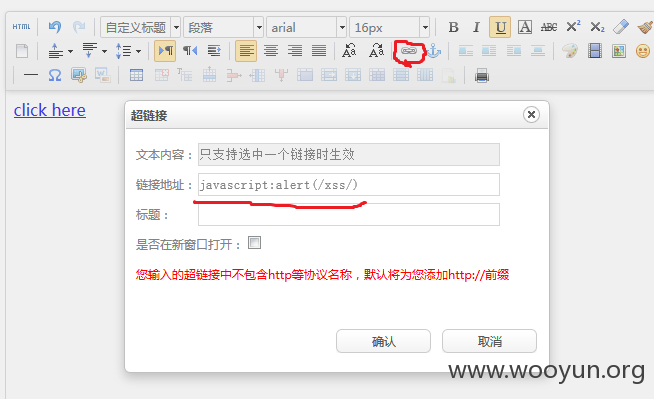 HTML 自定义标题 段落 arial 16px B I U A ABC
click here
超链接
文本内容：只支持选中一个链接时生效
链接地址：javascript:alert(/xss/)
标题：
是否在新窗口打开：
您输入的超链接中不包含http等协议名称，默认将为您添加http://前缀
确认 取消
www.wooyun.org